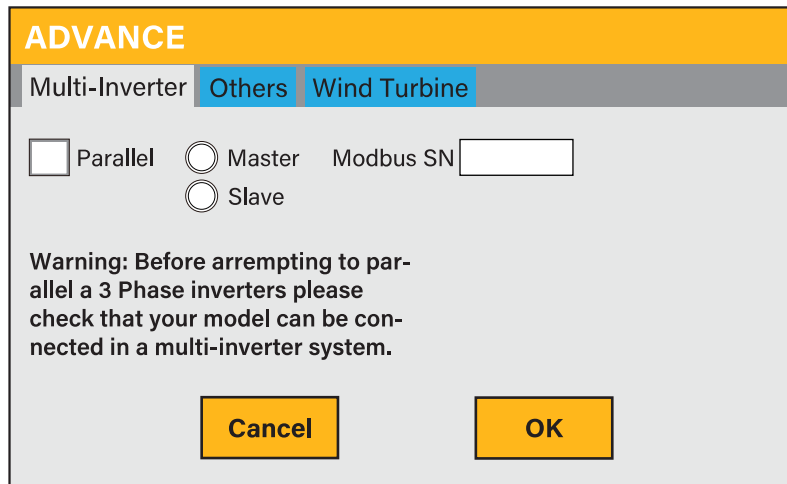 ADVANCE
Multi-Inverter Others Wind Turbine
Parallel Master Modbus SN
Slave
Warning: Before arrempting to par-
allel a 3 Phase inverters please
check that your model can be con-
nected in a multi-inverter system.
Cancel OK